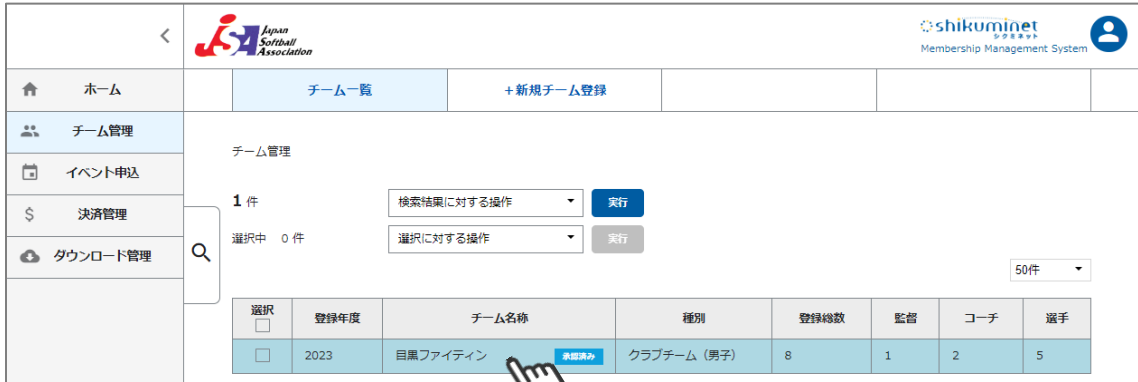 Japan
Softball
Association
shikuminet
シクミネット
Membership Management System
ホーム
チーム管理
イベント申込
決済管理
ダウンロード管理
チーム一覧
+新規チーム登録
チーム管理
1 件
検索結果に対する操作
実行
選択中 0 件
選択に対する操作
実行
50件
選択 登録年度 チーム名称 種別 登録総数 監督 コーチ 選手
2023 目黒ファイティン 承認済み クラブチーム（男子） 8 1 2 5